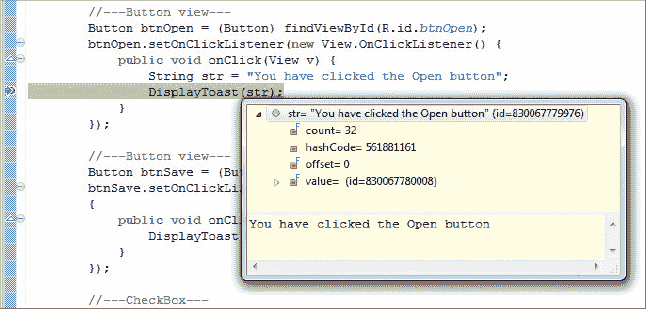 //---Button view---
Button btnOpen = (Button) findViewById(R.id.btnOpen);
btnOpen.setOnClickListener(new View.OnClickListener() {
public void onClick(View v) {
String str = "You have clicked the Open button";
DisplayToast(str);
}
});
//---Button view---
Button btnSave = (Bu
btnSave.setOnClickLi
{
public void onCl
DisplayToast
}
});
//---CheckBox---
str= "You have clicked the Open button" (id=830067779976)
count= 32
hashCode= 561881161
offset= 0
value= (id=830067780008)
You have clicked the Open button